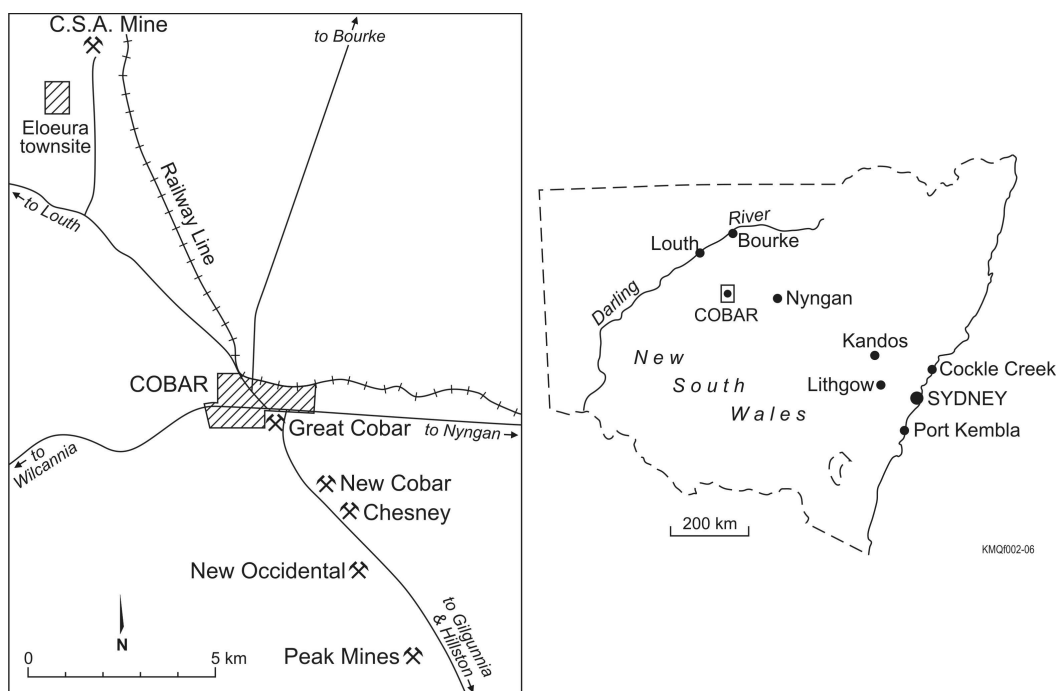 C.S.A. Mine
to Bourke
Eloeura
townsite
Railway Line
to Louth
COBAR
Great Cobar
to Nyngan
to
Wilcannia
New Cobar
Chesney
New Occidental
to Gilgunnia
& Hillston
Peak Mines
N
0 5 km
River
Louth
Bourke
Darling
COBAR
Nyngan
Kandos
New
South
Wales
Cockle Creek
Lithgow
SYDNEY
Port Kembla
200 km
KMQf002-06